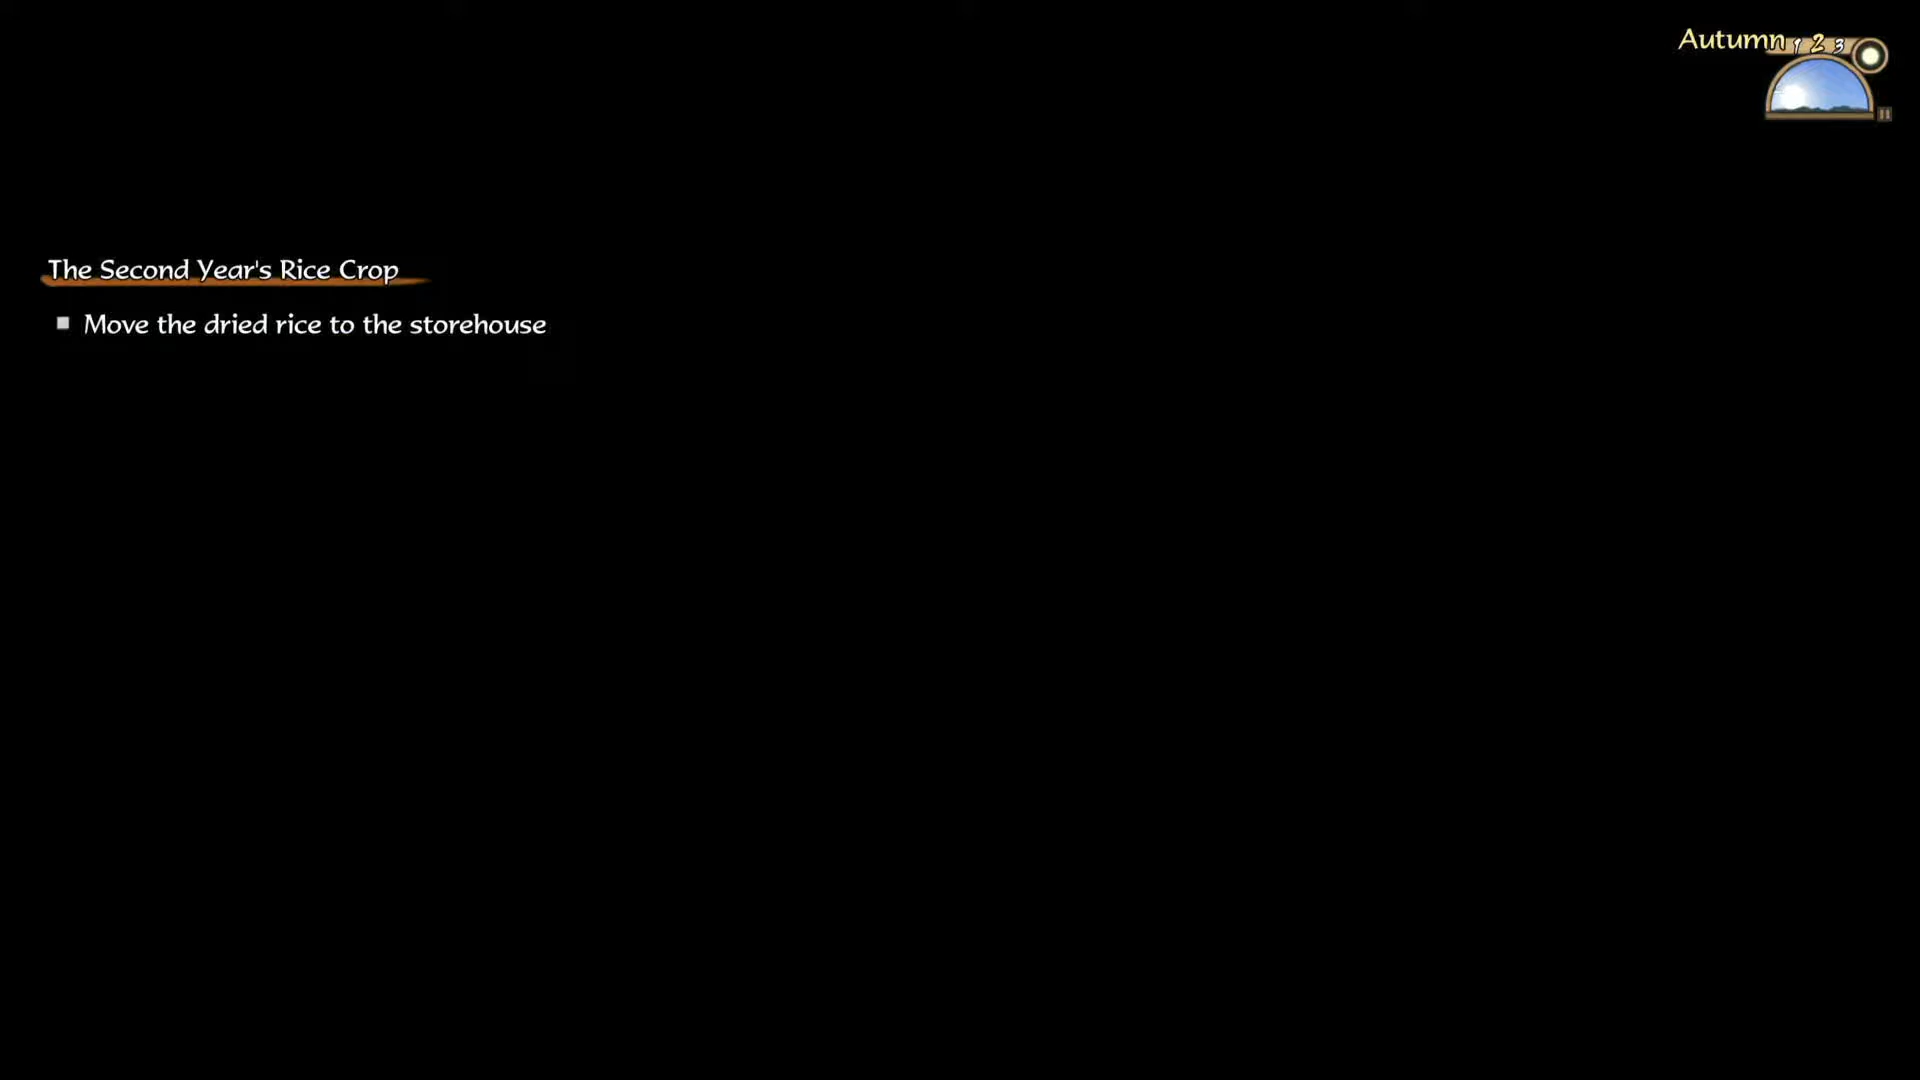 Autumn 1 2 3
The Second Year's Rice Crop
Move the dried rice to the storehouse